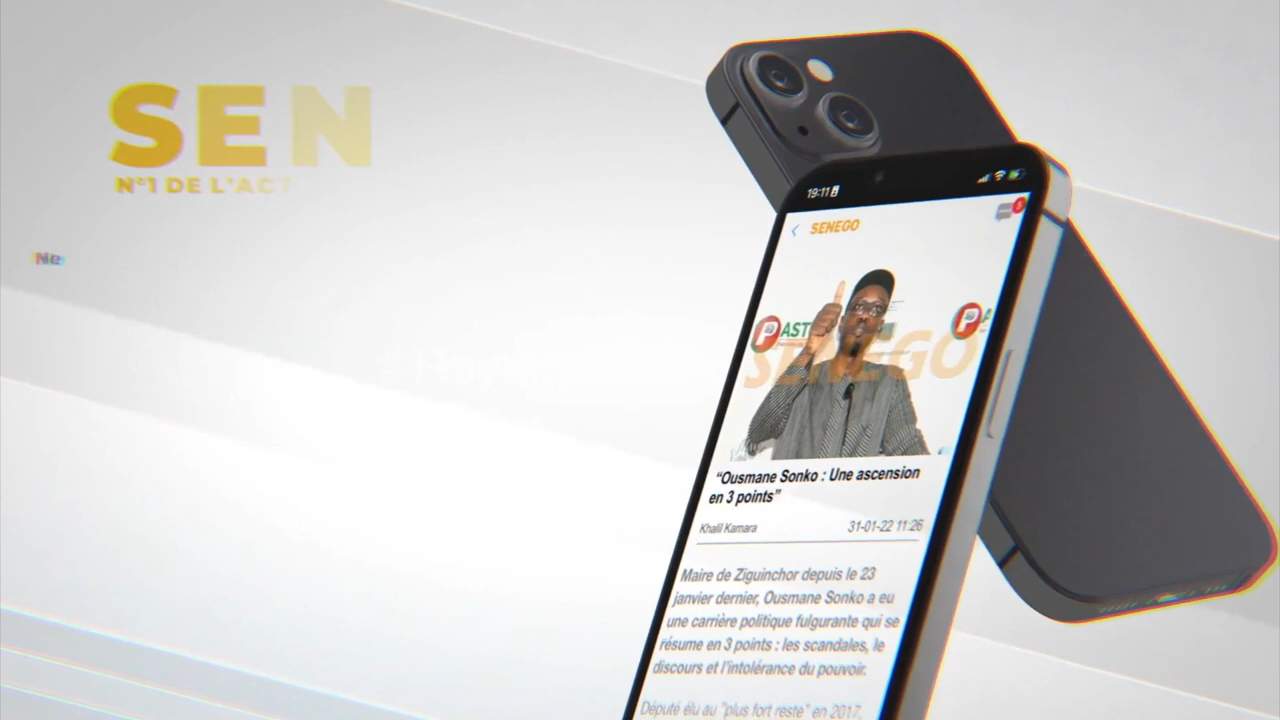 SEN
N°1 DE L'ACT
Ne
19:11
SENEGO
PAST
SENEGO
“Ousmane Sonko : Une ascension
en 3 points”
Khalil Kamara 31-01-22 11:26
Maire de Ziguinchor depuis le 23
janvier dernier, Ousmane Sonko a eu
une carrière politique fulgurante qui se
résume en 3 points : les scandales, le
discours et l'intolérance du pouvoir.
Député élu au "plus fort reste" en 2017,